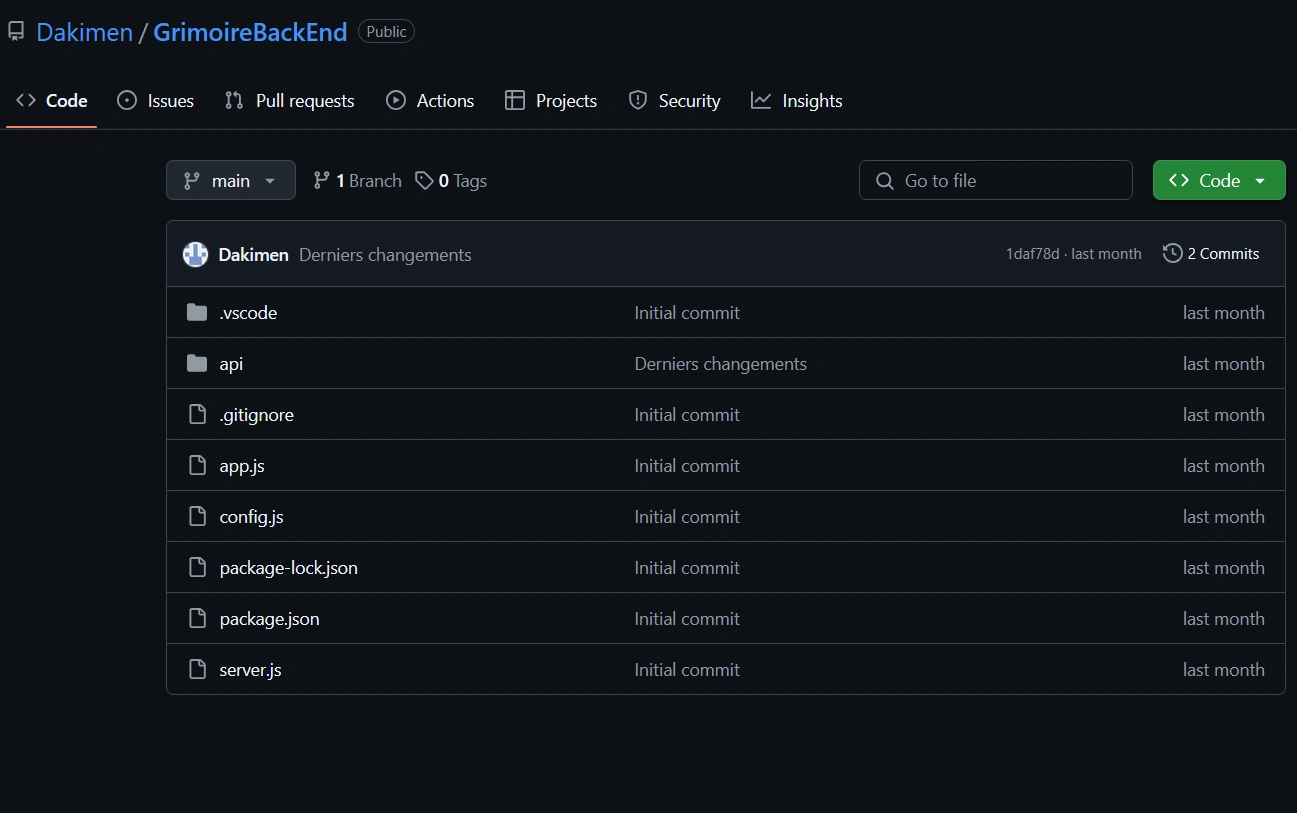 Dakimen / GrimoireBackEnd Public
Code Issues Pull requests Actions Projects Security Insights
main 1 Branch 0 Tags Go to file Code
Dakimen Derniers changements 1daf78d · last month 2 Commits
.vscode Initial commit last month
api Derniers changements last month
.gitignore Initial commit last month
app.js Initial commit last month
config.js Initial commit last month
package-lock.json Initial commit last month
package.json Initial commit last month
server.js Initial commit last month